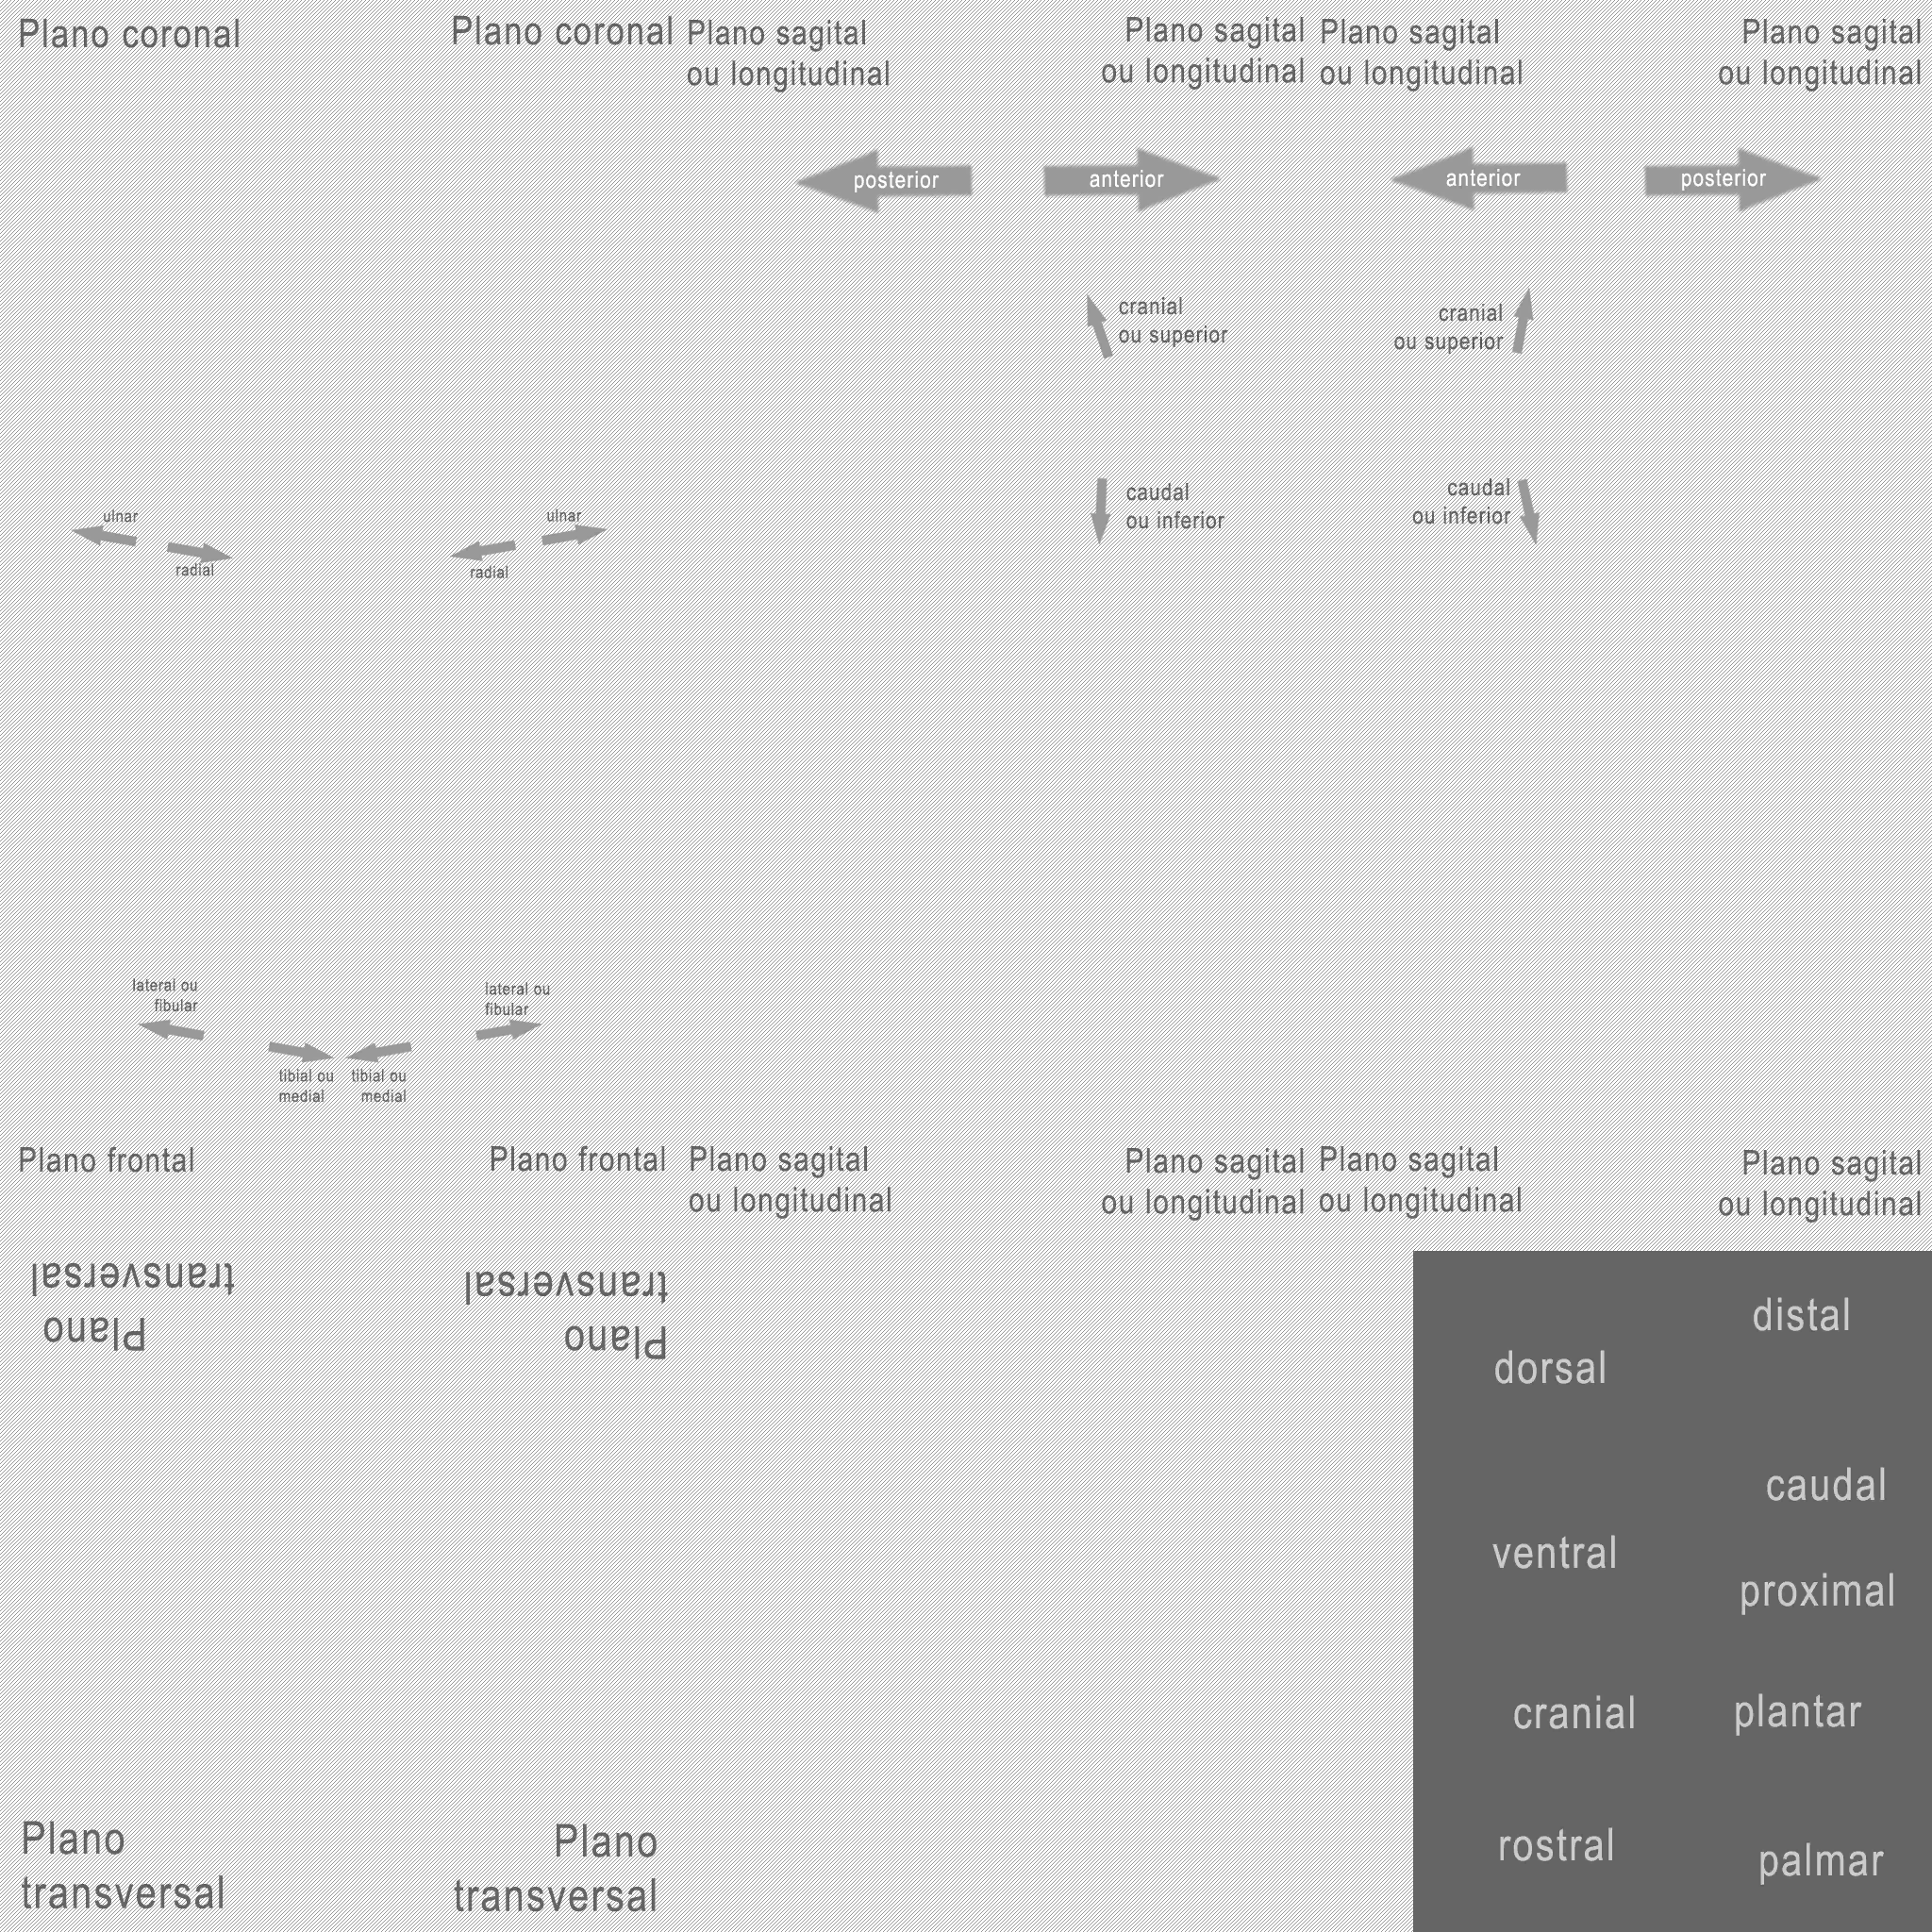 Plano coronal
Plano coronal
Plano sagital
ou longitudinal
Plano sagital
ou longitudinal
Plano sagital
ou longitudinal
Plano sagital
ou longitudinal
posterior
anterior
anterior
posterior
cranial
ou superior
cranial
ou superior
caudal
ou inferior
caudal
ou inferior
ulnar
radial
ulnar
radial
lateral ou
fibular
lateral ou
fibular
tibial ou
medial
tibial ou
medial
Plano frontal
Plano frontal
Plano sagital
ou longitudinal
Plano sagital
ou longitudinal
Plano sagital
ou longitudinal
Plano sagital
ou longitudinal
Plano
transversal
Plano
transversal
distal
dorsal
caudal
ventral
proximal
cranial
plantar
rostral
palmar
Plano
transversal
Plano
transversal